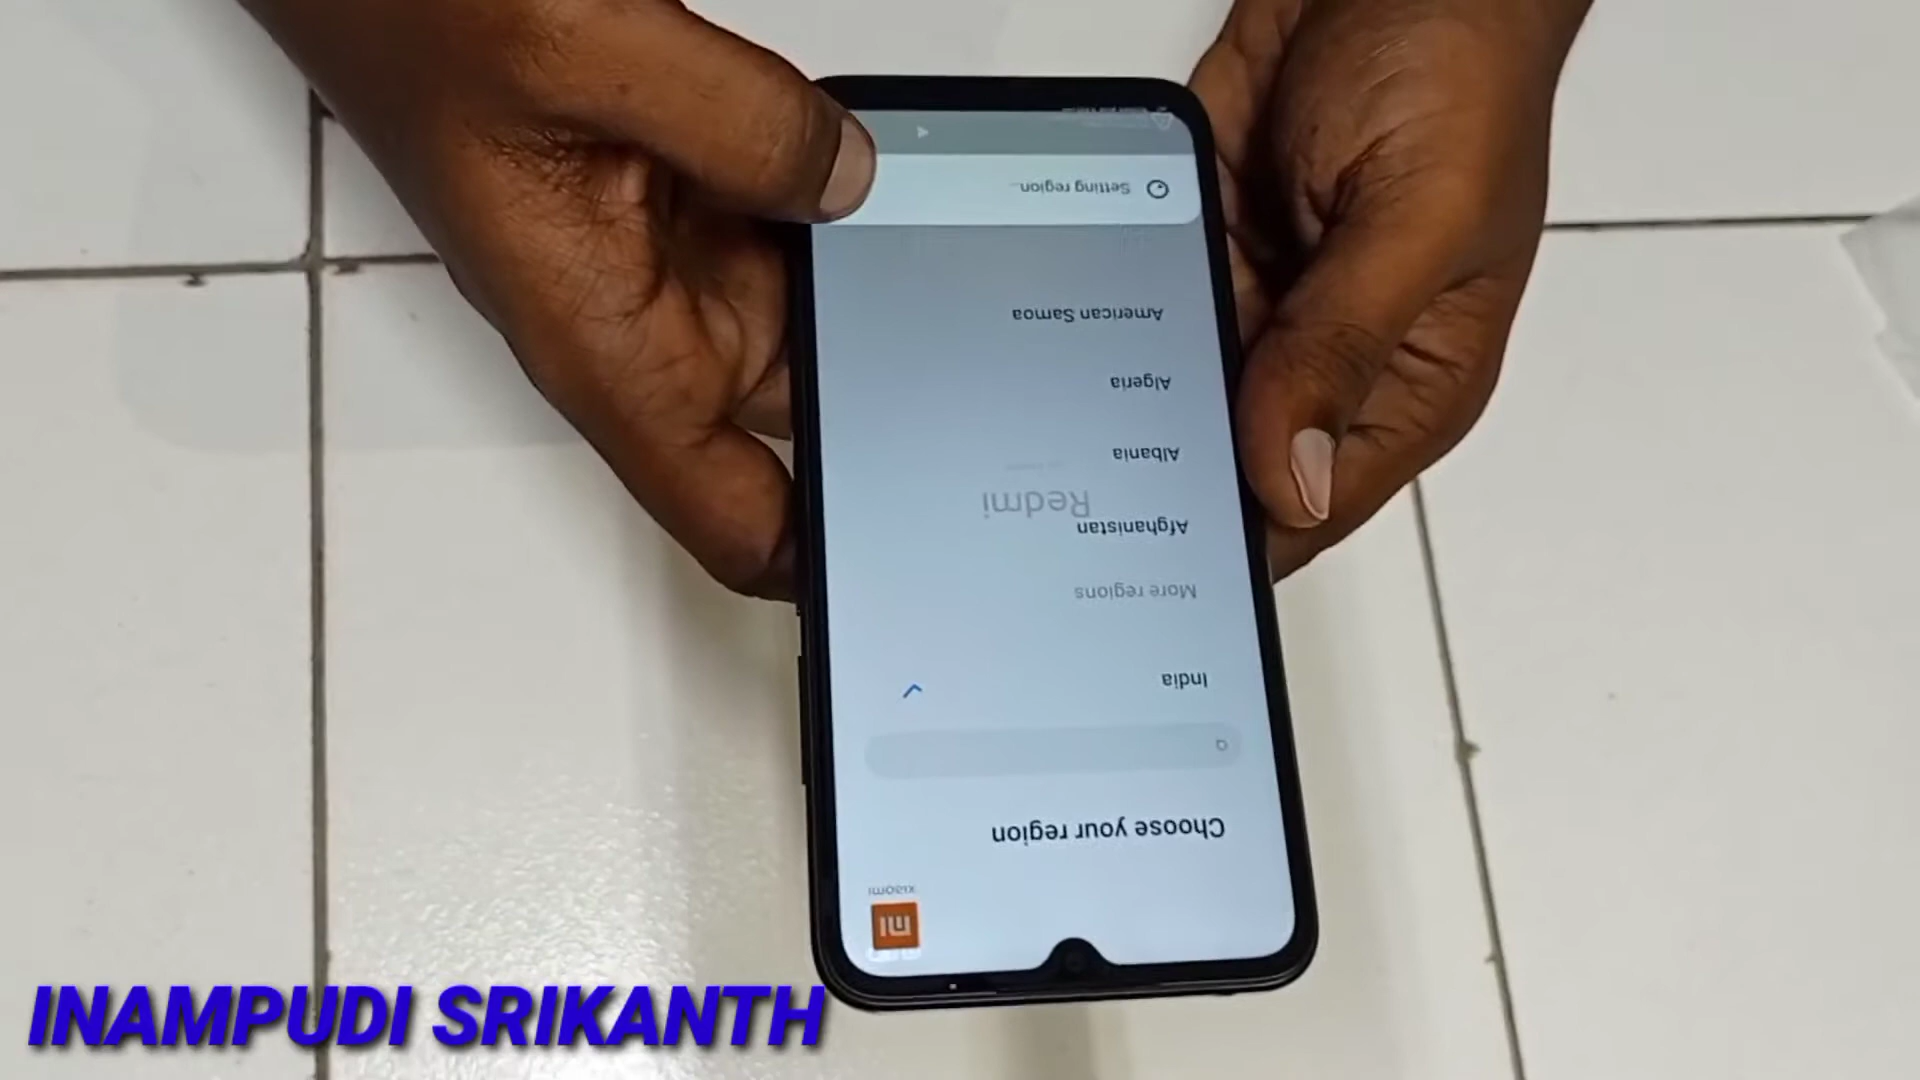 MI
xiaomi
Choose your region
India
More regions
Afghanistan
Redmi
Albania
Algeria
American Samoa
Setting region...
INAMPUDI SRIKANTH